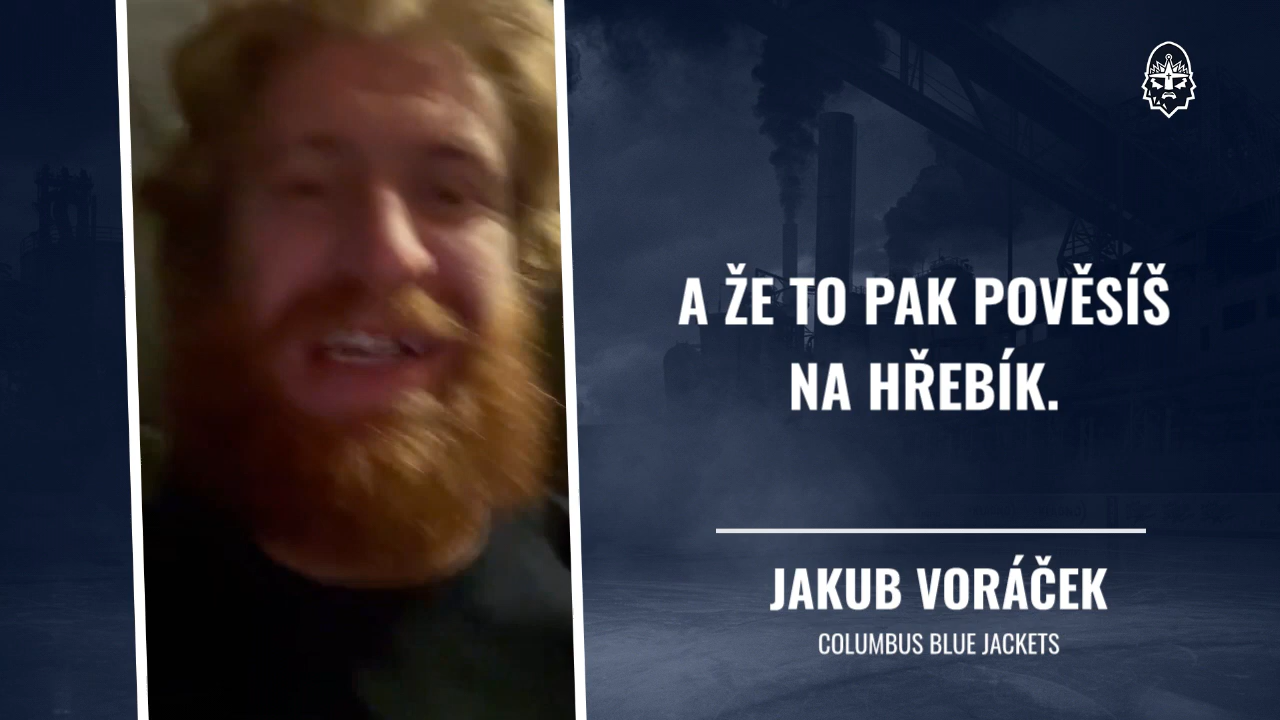 A ŽE TO PAK POVĚSÍŠ
NA HŘEBÍK.
JAKUB VORÁČEK
COLUMBUS BLUE JACKETS